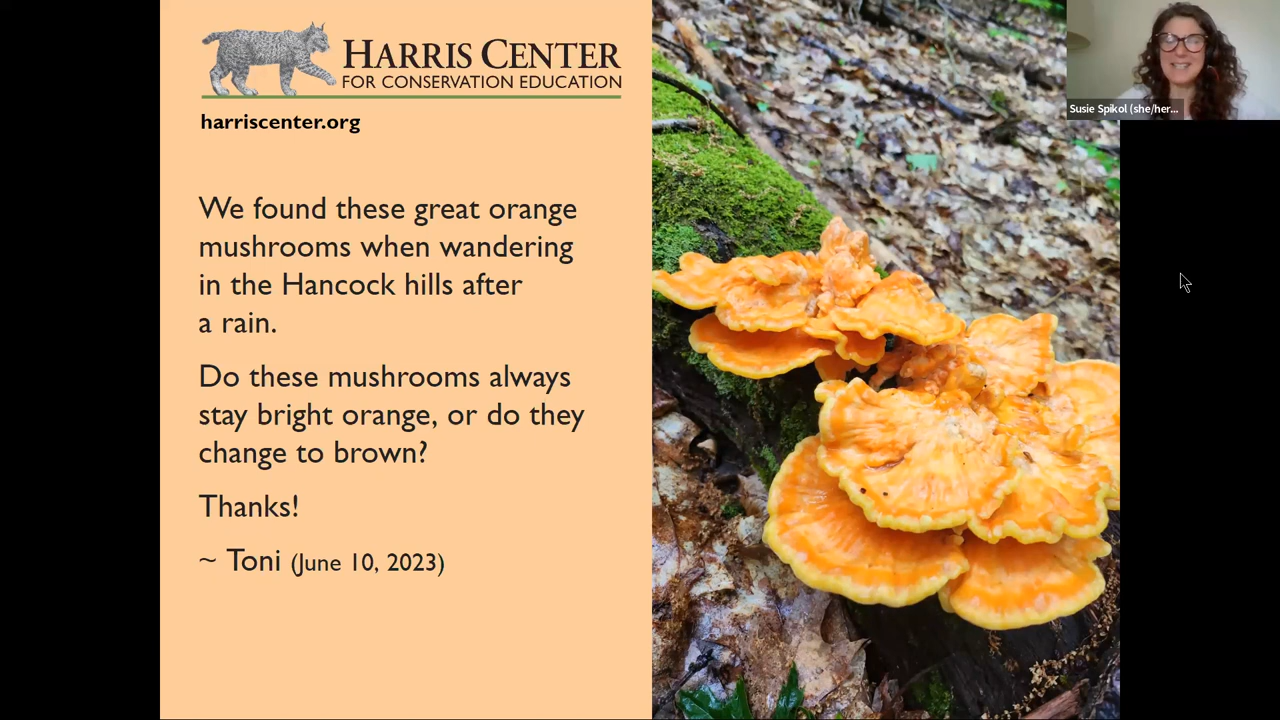 HARRIS CENTER
FOR CONSERVATION EDUCATION
harriscenter.org
We found these great orange
mushrooms when wandering
in the Hancock hills after
a rain.
Do these mushrooms always
stay bright orange, or do they
change to brown?
Thanks!
~ Toni (June 10, 2023)
Susie Spikol (she/her...